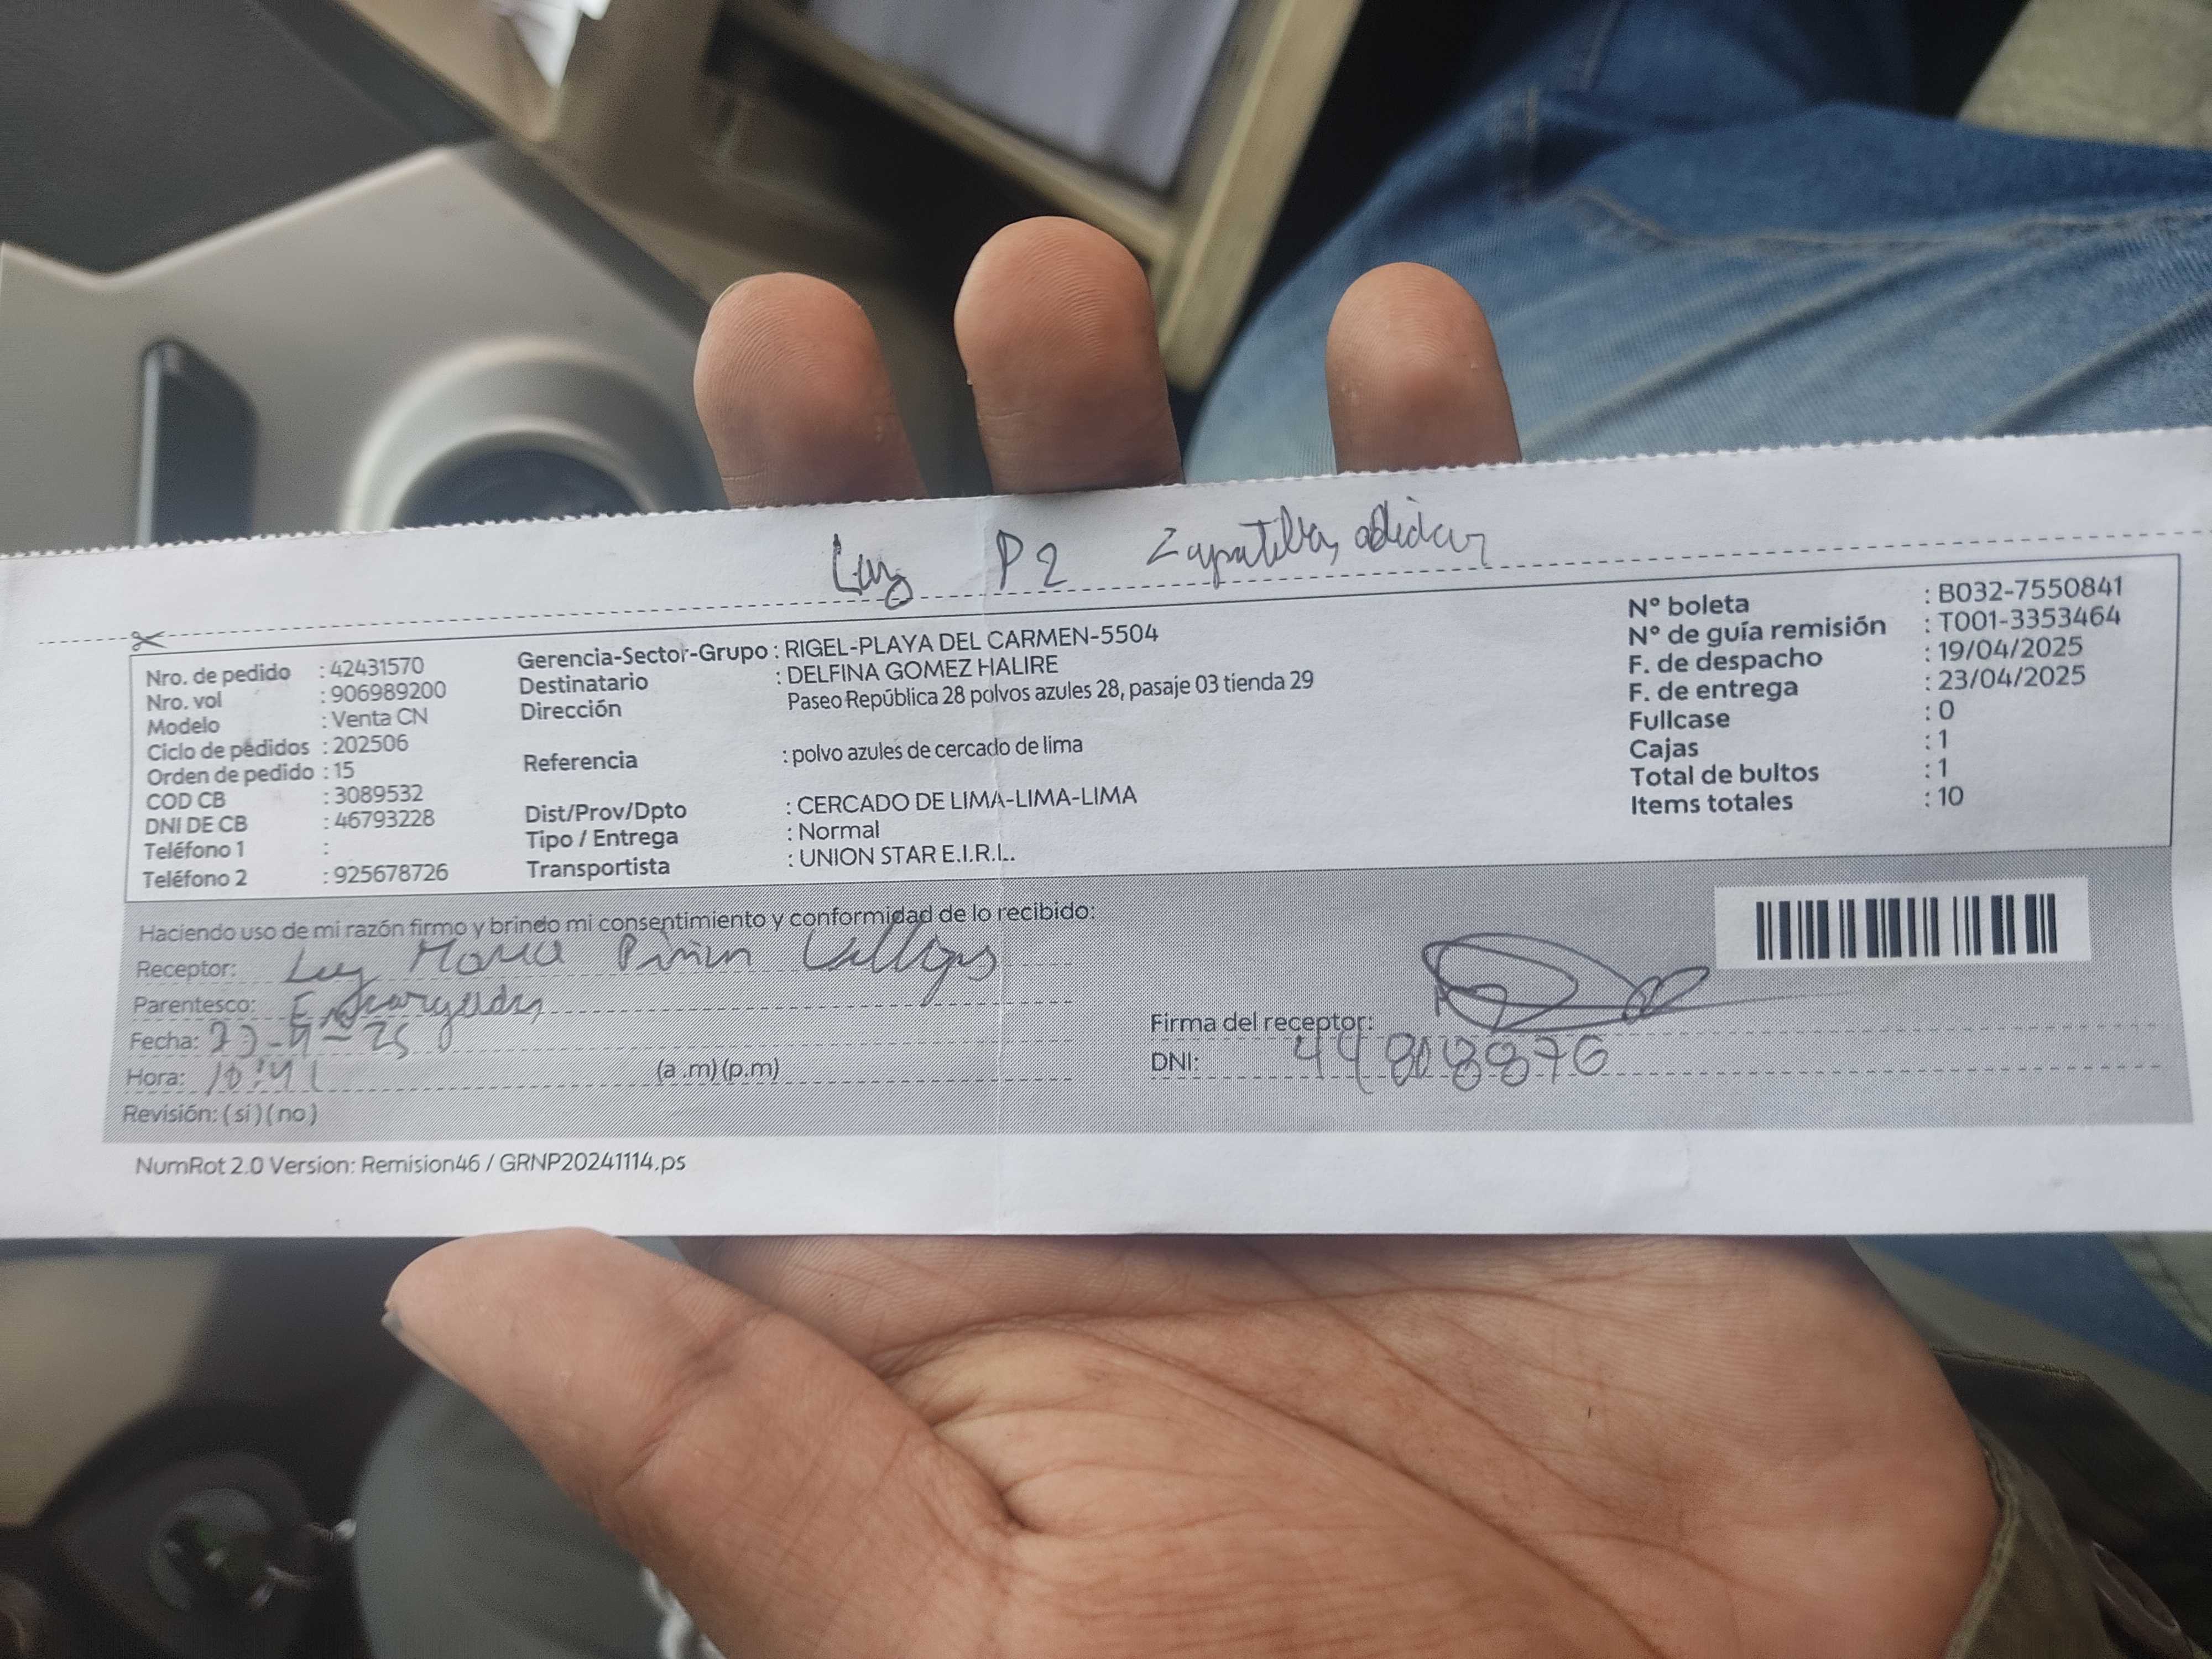 Luz P2 Zapatillas adidas
Nro. de pedido : 42431570
Nro. vol : 906989200
Modelo : Venta CN
Ciclo de pedidos : 202506
Orden de pedido : 15
COD CB : 3089532
DNI DE CB : 46793228
Teléfono 1 :
Teléfono 2 : 925678726
Gerencia-Sector-Grupo : RIGEL-PLAYA DEL CARMEN-5504
Destinatario : DELFINA GOMEZ HALIRE
Dirección Paseo República 28 polvos azules 28, pasaje 03 tienda 29
Referencia : polvo azules de cercado de lima
Dist/Prov/Dpto : CERCADO DE LIMA-LIMA-LIMA
Tipo / Entrega : Normal
Transportista : UNION STAR E.I.R.L.
N° boleta : B032-7550841
N° de guía remisión : T001-3353464
F. de despacho : 19/04/2025
F. de entrega : 23/04/2025
Fullcase : 0
Cajas : 1
Total de bultos : 1
Items totales : 10
Haciendo uso de mi razón firmo y brindo mi consentimiento y conformidad de lo recibido:
Receptor: Luz Maria
Parentesco: Encargada
Fecha: 23-4-25
Hora: 10:41 (a .m) (p.m)
Revisión: ( si ) ( no )
Firma del receptor:
DNI: 44808876
NumRot 2.0 Version: Remision46 / GRNP20241114.ps